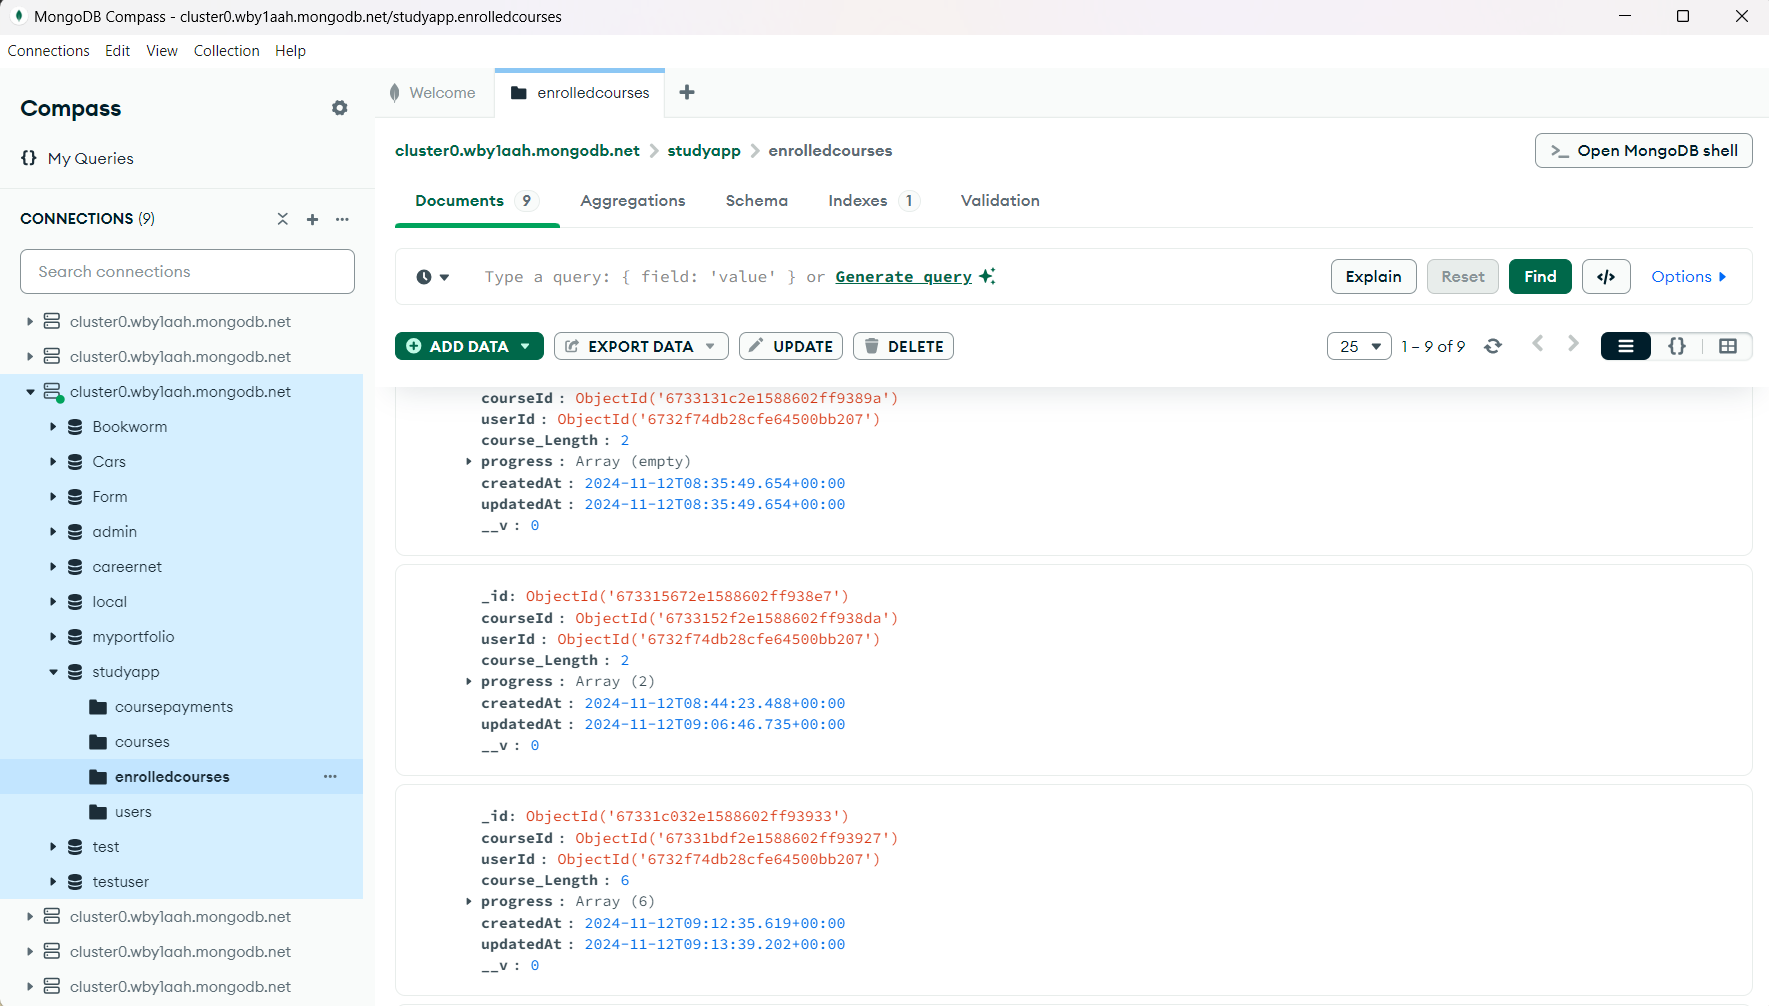 MongoDB Compass - cluster0.wby1aah.mongodb.net/studyapp.enrolledcourses
Connections Edit View Collection Help
Compass
{} My Queries
CONNECTIONS (9)
Search connections
cluster0.wby1aah.mongodb.net
cluster0.wby1aah.mongodb.net
cluster0.wby1aah.mongodb.net
Bookworm
Cars
Form
admin
careernet
local
myportfolio
studyapp
coursepayments
courses
enrolledcourses
users
test
testuser
cluster0.wby1aah.mongodb.net
cluster0.wby1aah.mongodb.net
cluster0.wby1aah.mongodb.net
Welcome enrolledcourses
cluster0.wby1aah.mongodb.net > studyapp > enrolledcourses
>_ Open MongoDB shell
Documents 9 Aggregations Schema Indexes 1 Validation
Type a query: { field: 'value' } or Generate query
Explain Reset Find </> Options
ADD DATA EXPORT DATA UPDATE DELETE
25 1 – 9 of 9 {}
courseId : ObjectId('6733131c2e1588602ff9389a')
userId : ObjectId('6732f74db28cfe64500bb207')
course_Length : 2
progress : Array (empty)
createdAt : 2024-11-12T08:35:49.654+00:00
updatedAt : 2024-11-12T08:35:49.654+00:00
__v : 0
_id: ObjectId('673315672e1588602ff938e7')
courseId : ObjectId('6733152f2e1588602ff938da')
userId : ObjectId('6732f74db28cfe64500bb207')
course_Length : 2
progress : Array (2)
createdAt : 2024-11-12T08:44:23.488+00:00
updatedAt : 2024-11-12T09:06:46.735+00:00
__v : 0
_id: ObjectId('67331c032e1588602ff93933')
courseId : ObjectId('67331bdf2e1588602ff93927')
userId : ObjectId('6732f74db28cfe64500bb207')
course_Length : 6
progress : Array (6)
createdAt : 2024-11-12T09:12:35.619+00:00
updatedAt : 2024-11-12T09:13:39.202+00:00
__v : 0